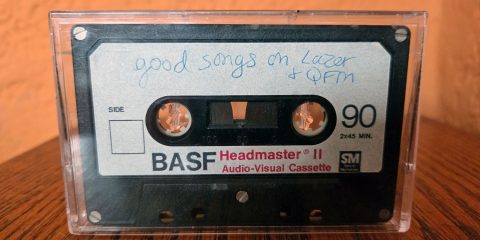 good songs on Lazer
& QFM
SIDE
90
2x45 MIN.
BASF Headmaster® II
Audio-Visual Cassette
SM